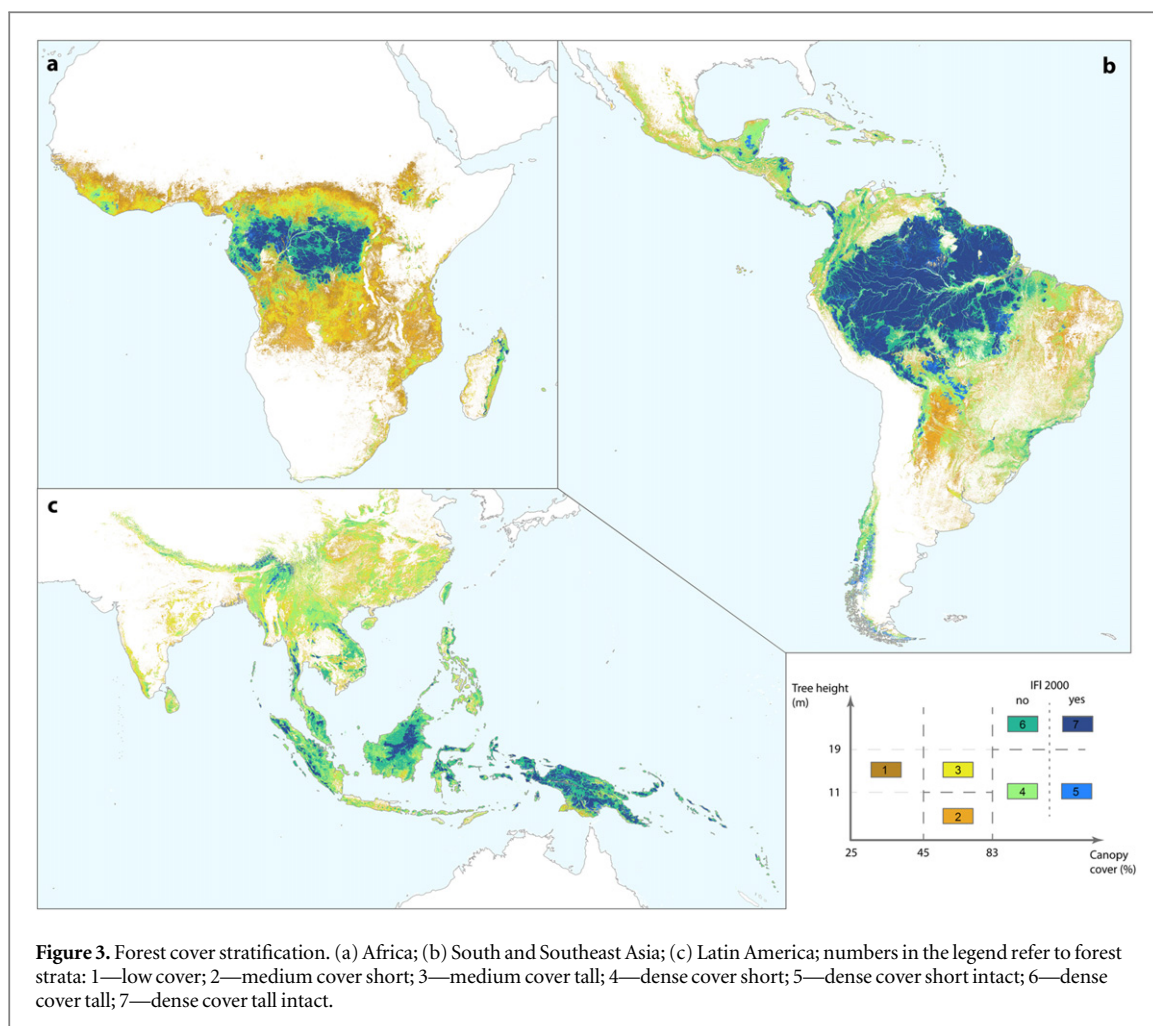 a
b
c
Tree height
(m)
IFI 2000
no yes
6 7
19
1 3
11
4 5
2
25 45 83
Canopy
cover (%)
Figure 3. Forest cover stratification. (a) Africa; (b) South and Southeast Asia; (c) Latin America; numbers in the legend refer to forest
strata: 1—low cover; 2—medium cover short; 3—medium cover tall; 4—dense cover short; 5—dense cover short intact; 6—dense
cover tall; 7—dense cover tall intact.